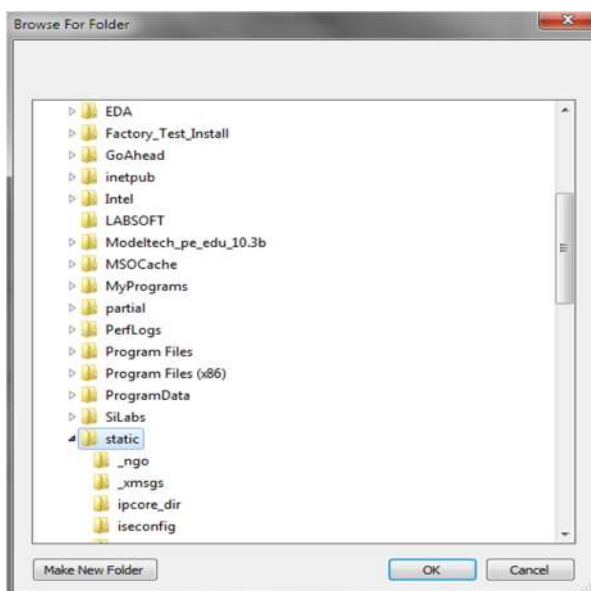 Browse For Folder
EDA
Factory_Test_Install
GoAhead
inetpub
Intel
LABSOFT
Modeltech_pe_edu_10.3b
MSOCache
MyPrograms
partial
PerfLogs
Program Files
Program Files (x86)
ProgramData
SiLabs
static
_ngo
_xmsgs
ipcore_dir
iseconfig
Make New Folder
OK
Cancel